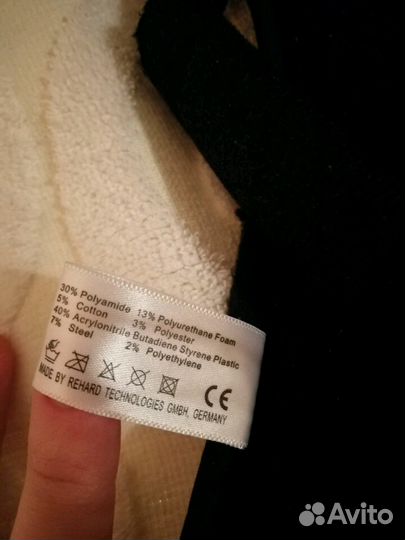 30% Polyamide 13% Polyurethane Foam
5% Cotton 3% Polyester
40% Acrylonitrile Butadiene Styrene Plastic
7% Steel 2% Polyethylene
CE
MADE BY REHARD TECHNOLOGIES GMBH, GERMANY
Avito